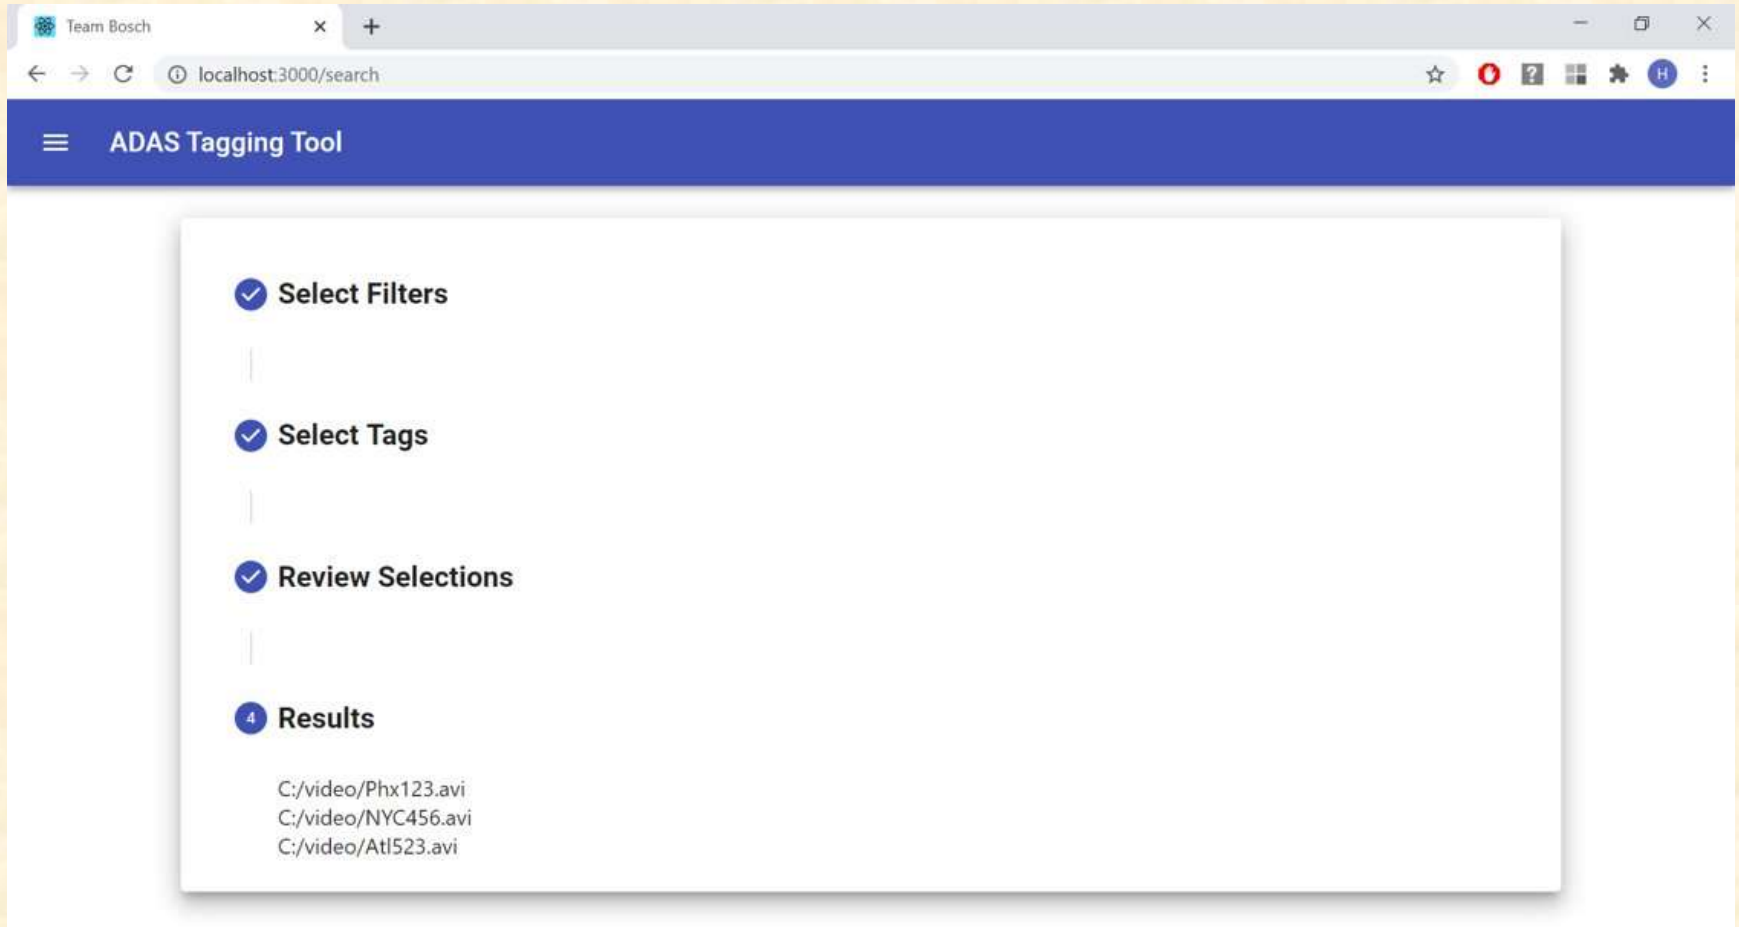 Team Bosch
localhost:3000/search
H
ADAS Tagging Tool
Select Filters
Select Tags
Review Selections
4 Results
C:/video/Phx123.avi
C:/video/NYC456.avi
C:/video/Atl523.avi